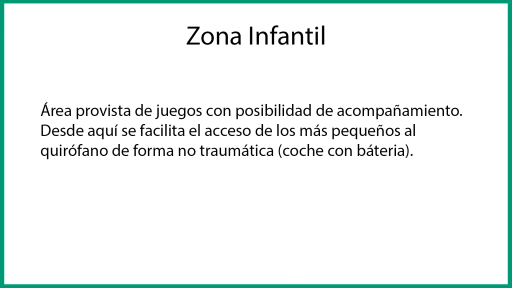 Zona Infantil
Área provista de juegos con posibilidad de acompañamiento.
Desde aquí se facilita el acceso de los más pequeños al
quirófano de forma no traumática (coche con báteria).